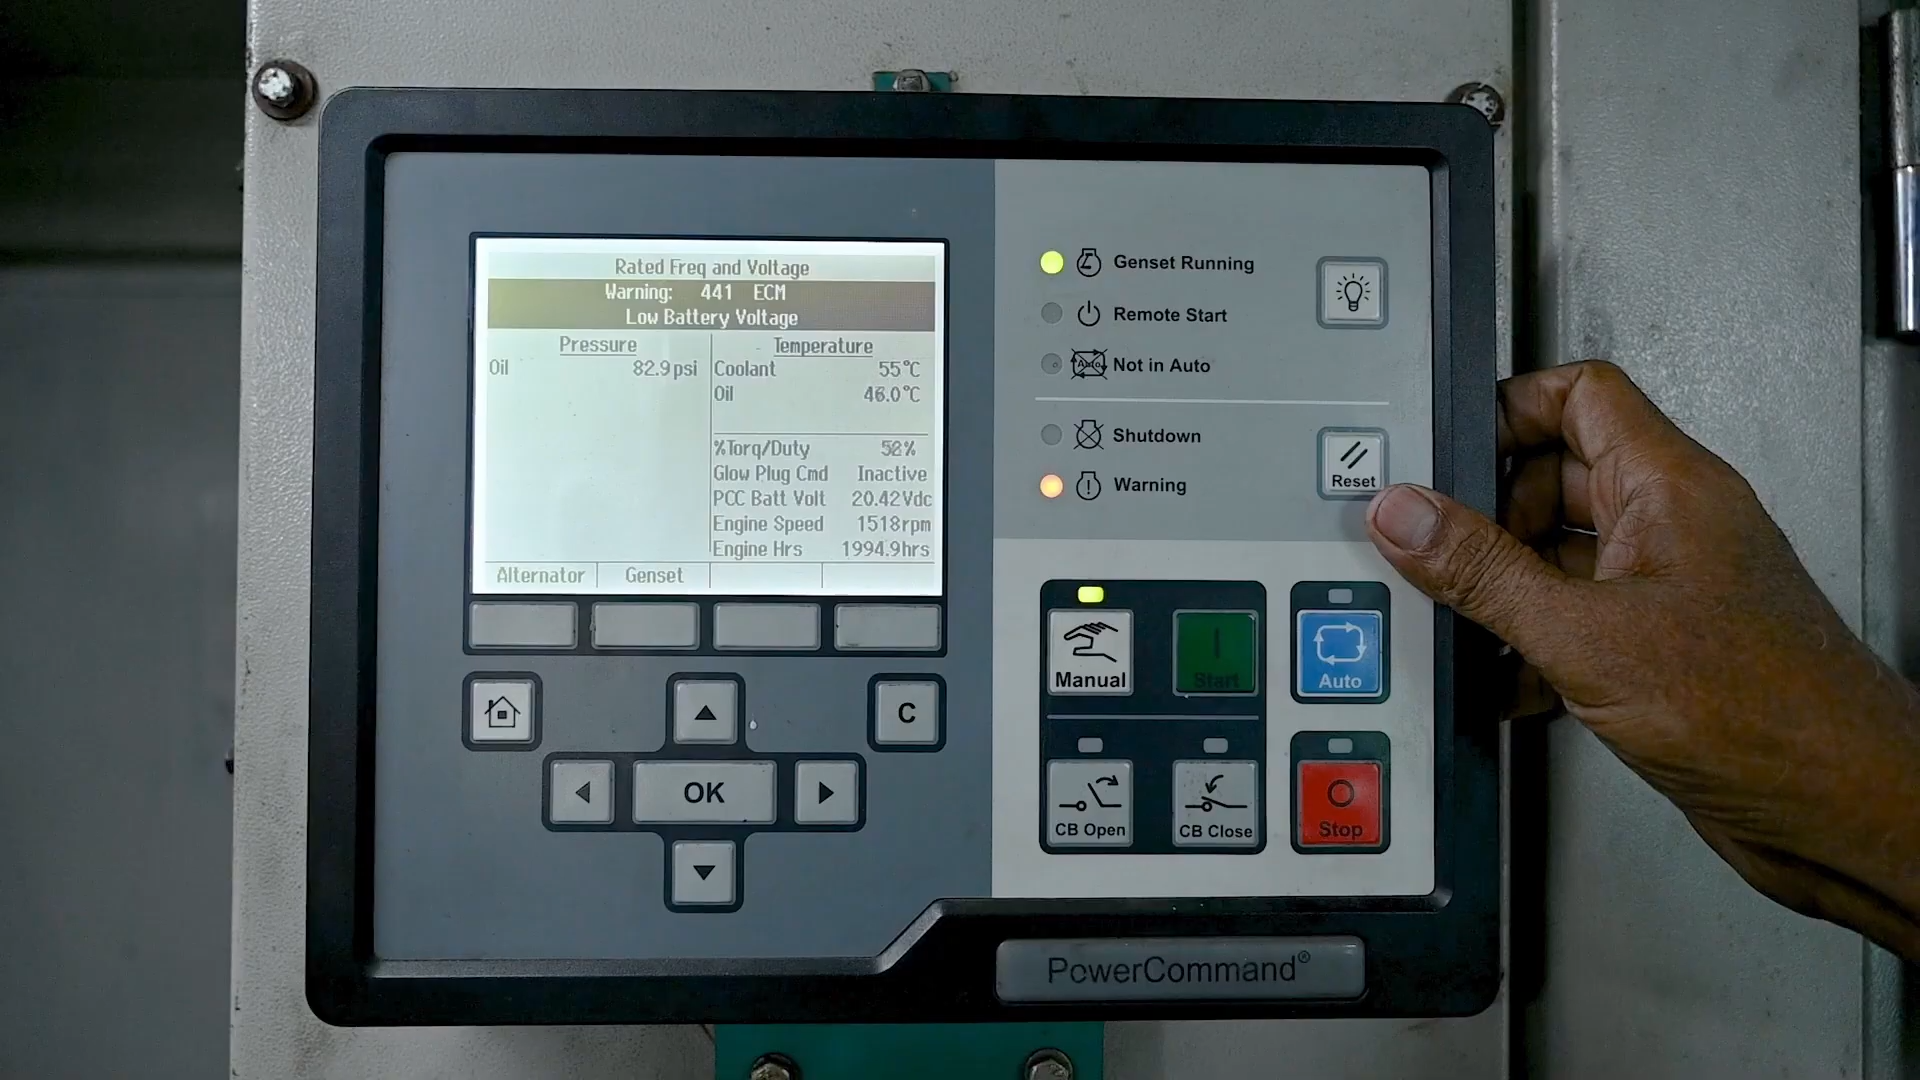 Rated Freq and Voltage
Warning: 441 ECM
Low Battery Voltage
Pressure
Oil 82.9psi
Temperature
Coolant 55°C
Oil 46.0°C
%Torq/Duty
Glow Plug Cmd Inactive
PCC Batt Volt 20.42Vdc
Engine Speed 1518rpm
Engine Hrs 1994.9hrs
Alternator Genset
C
OK
Genset Running
Remote Start
Auto Not in Auto
Shutdown
Warning
Reset
Manual
Start
Auto
CB Open
CB Close
Stop
PowerCommand®